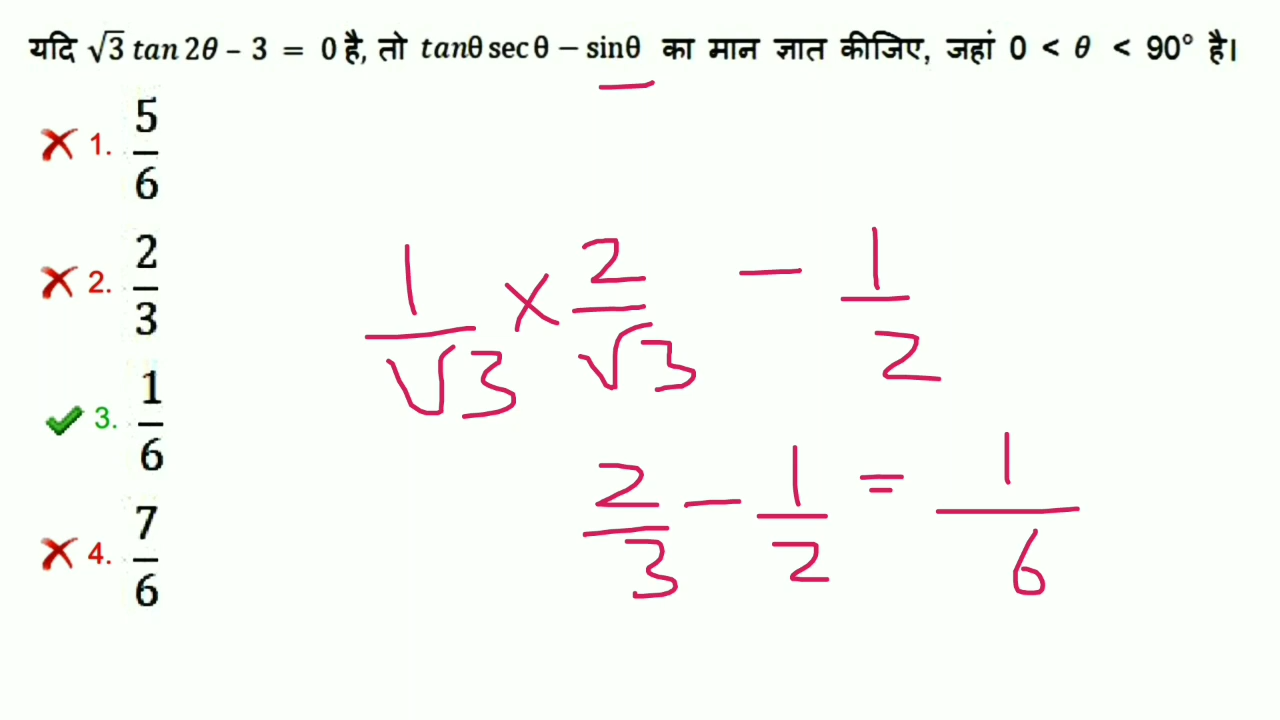 यदि √3 tan 2θ – 3 = 0 है, तो tanθ sec θ – sinθ का मान ज्ञात कीजिए, जहां 0 < θ < 90° है।
1. 5/6
2. 2/3
3. 1/6
4. 7/6
1/√3 × 2/√3 – 1/2
2/3 – 1/2 = 1/6